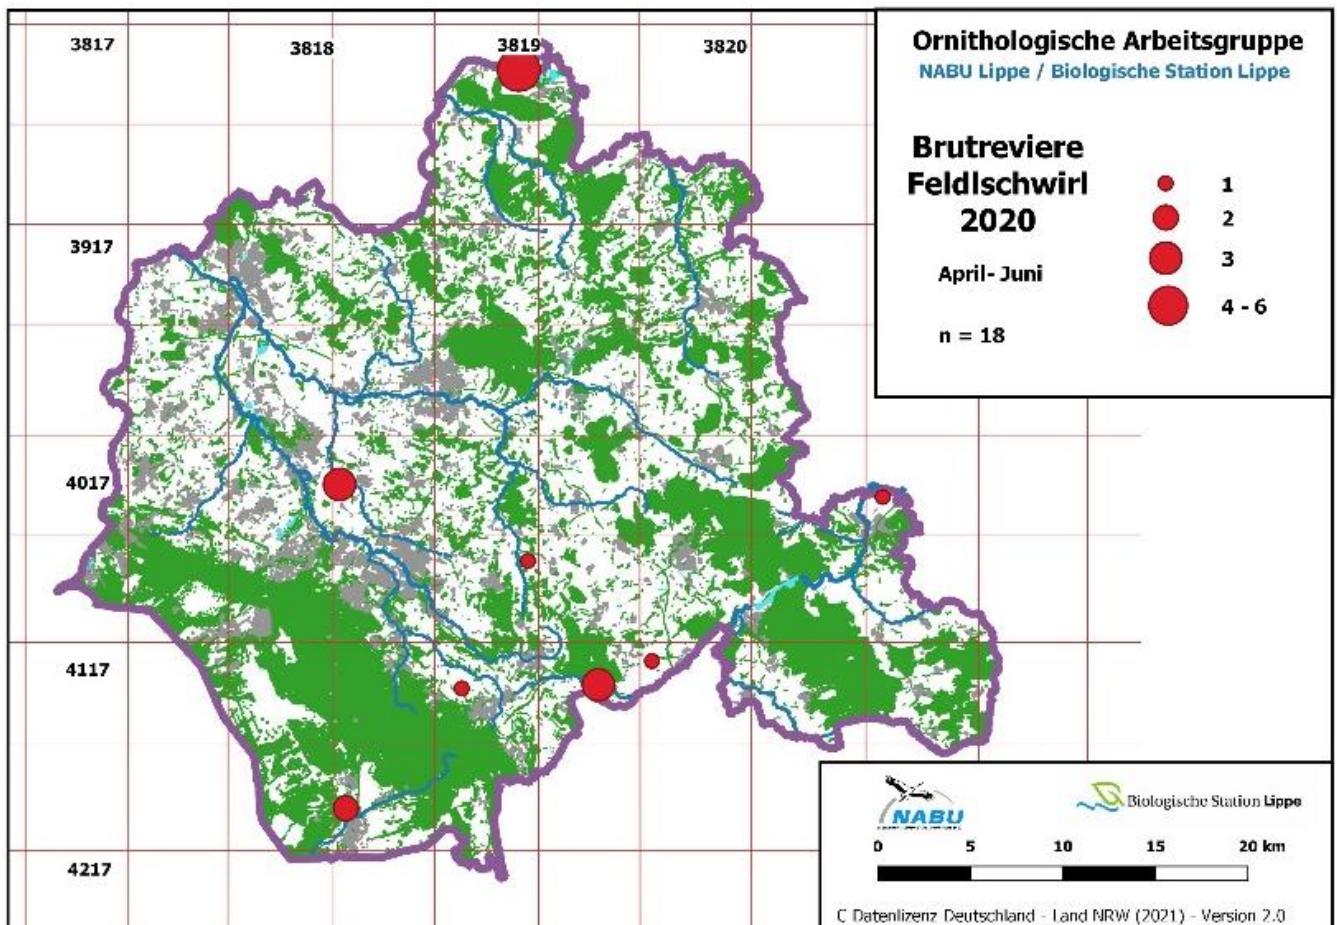 3817
3818
3819
3820
3917
4017
4117
4217
Ornithologische Arbeitsgruppe
NABU Lippe / Biologische Station Lippe
Brutreviere
Feldlschwirl
2020
April- Juni
n = 18
1
2
3
4 - 6
NABU
Biologische Station Lippe
0 5 10 15 20 km
C Datenlizenz Deutschland - Land NRW (2021) - Version 2.0